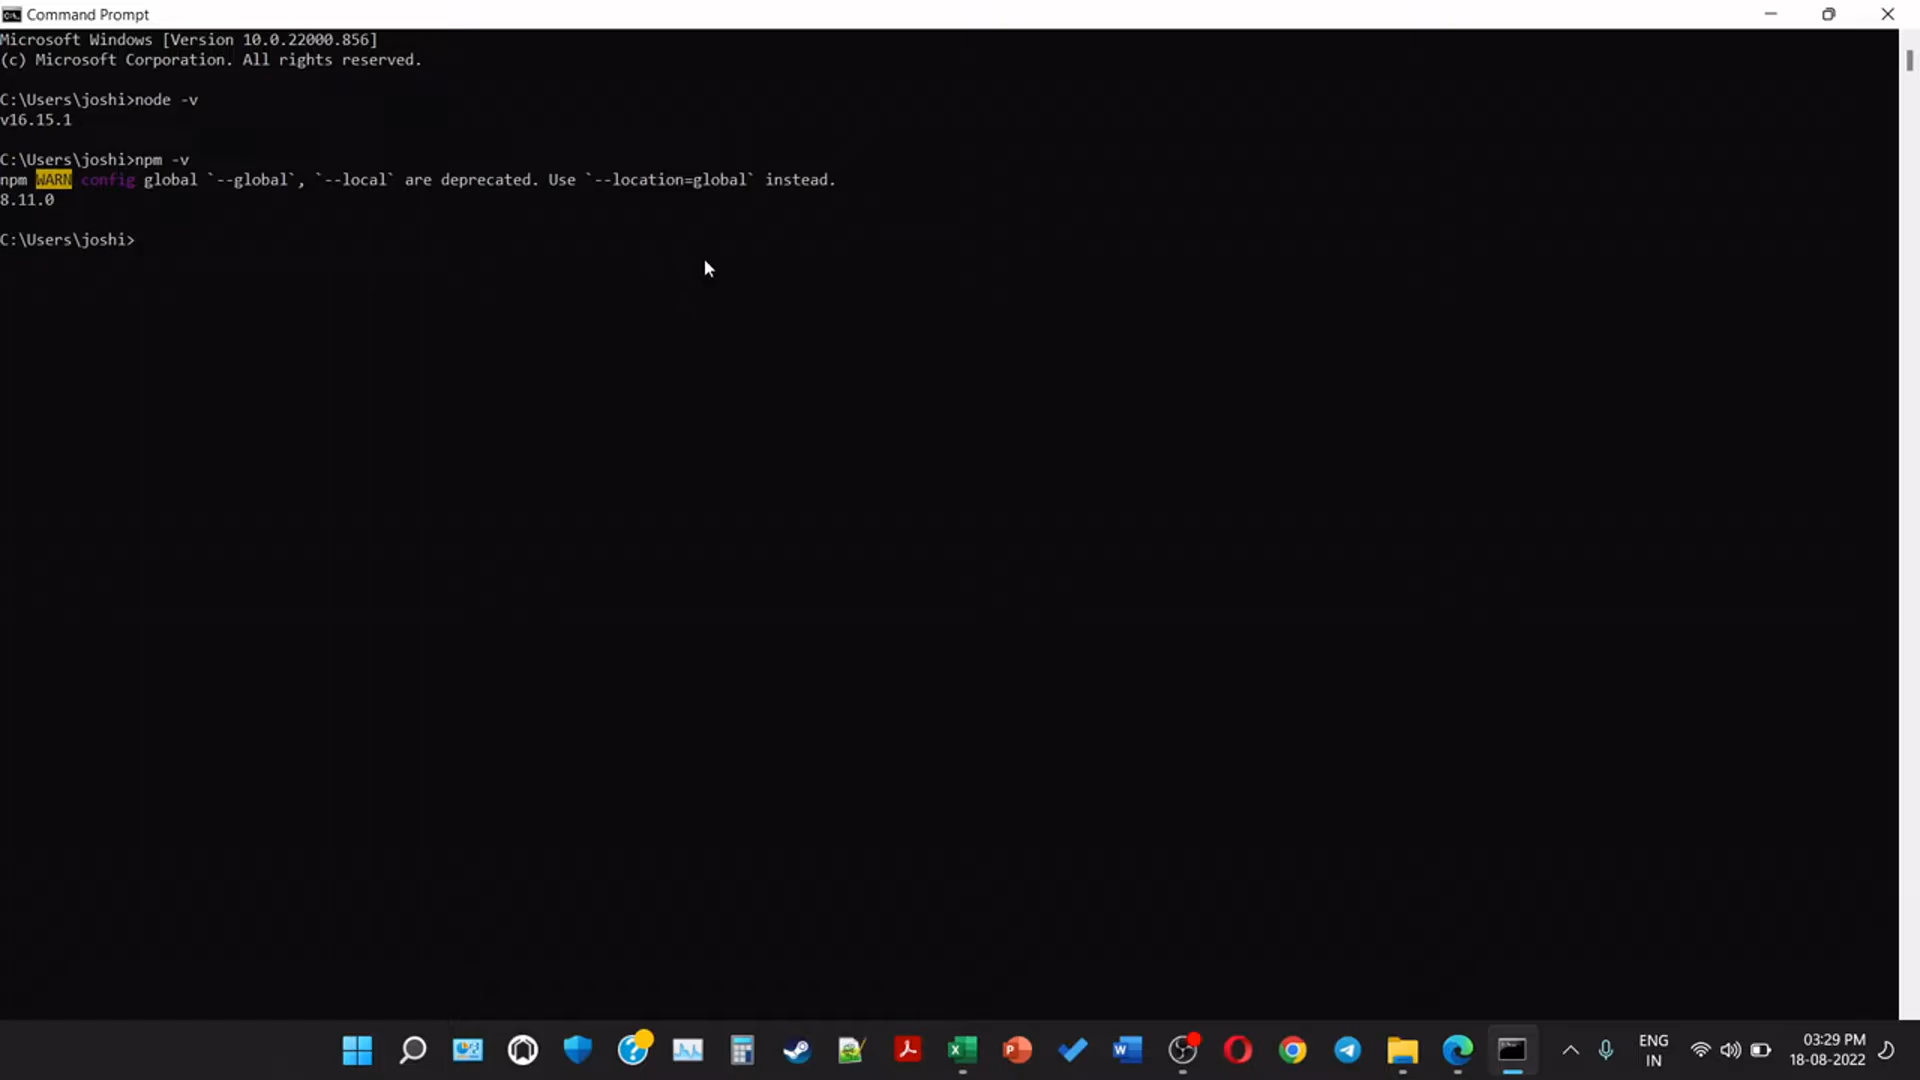 Command Prompt
Microsoft Windows [Version 10.0.22000.856]
(c) Microsoft Corporation. All rights reserved.
C:\Users\joshi>node -v
v16.15.1
C:\Users\joshi>npm -v
npm WARN config global `--global`, `--local` are deprecated. Use `--location=global` instead.
8.11.0
C:\Users\joshi>
ENG
IN
03:29 PM
18-08-2022